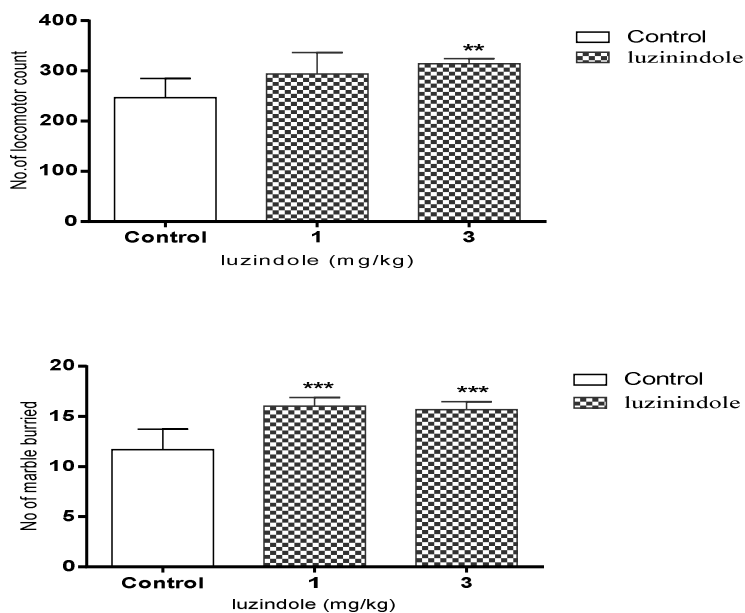 400
300
200
100
0
No.of locomotor count
**
Control 1 3
luzindole (mg/kg)
Control
luzinindole
20
15
10
5
0
No of marble burried
*** ***
Control 1 3
luzindole (mg/kg)
Control
luzinindole